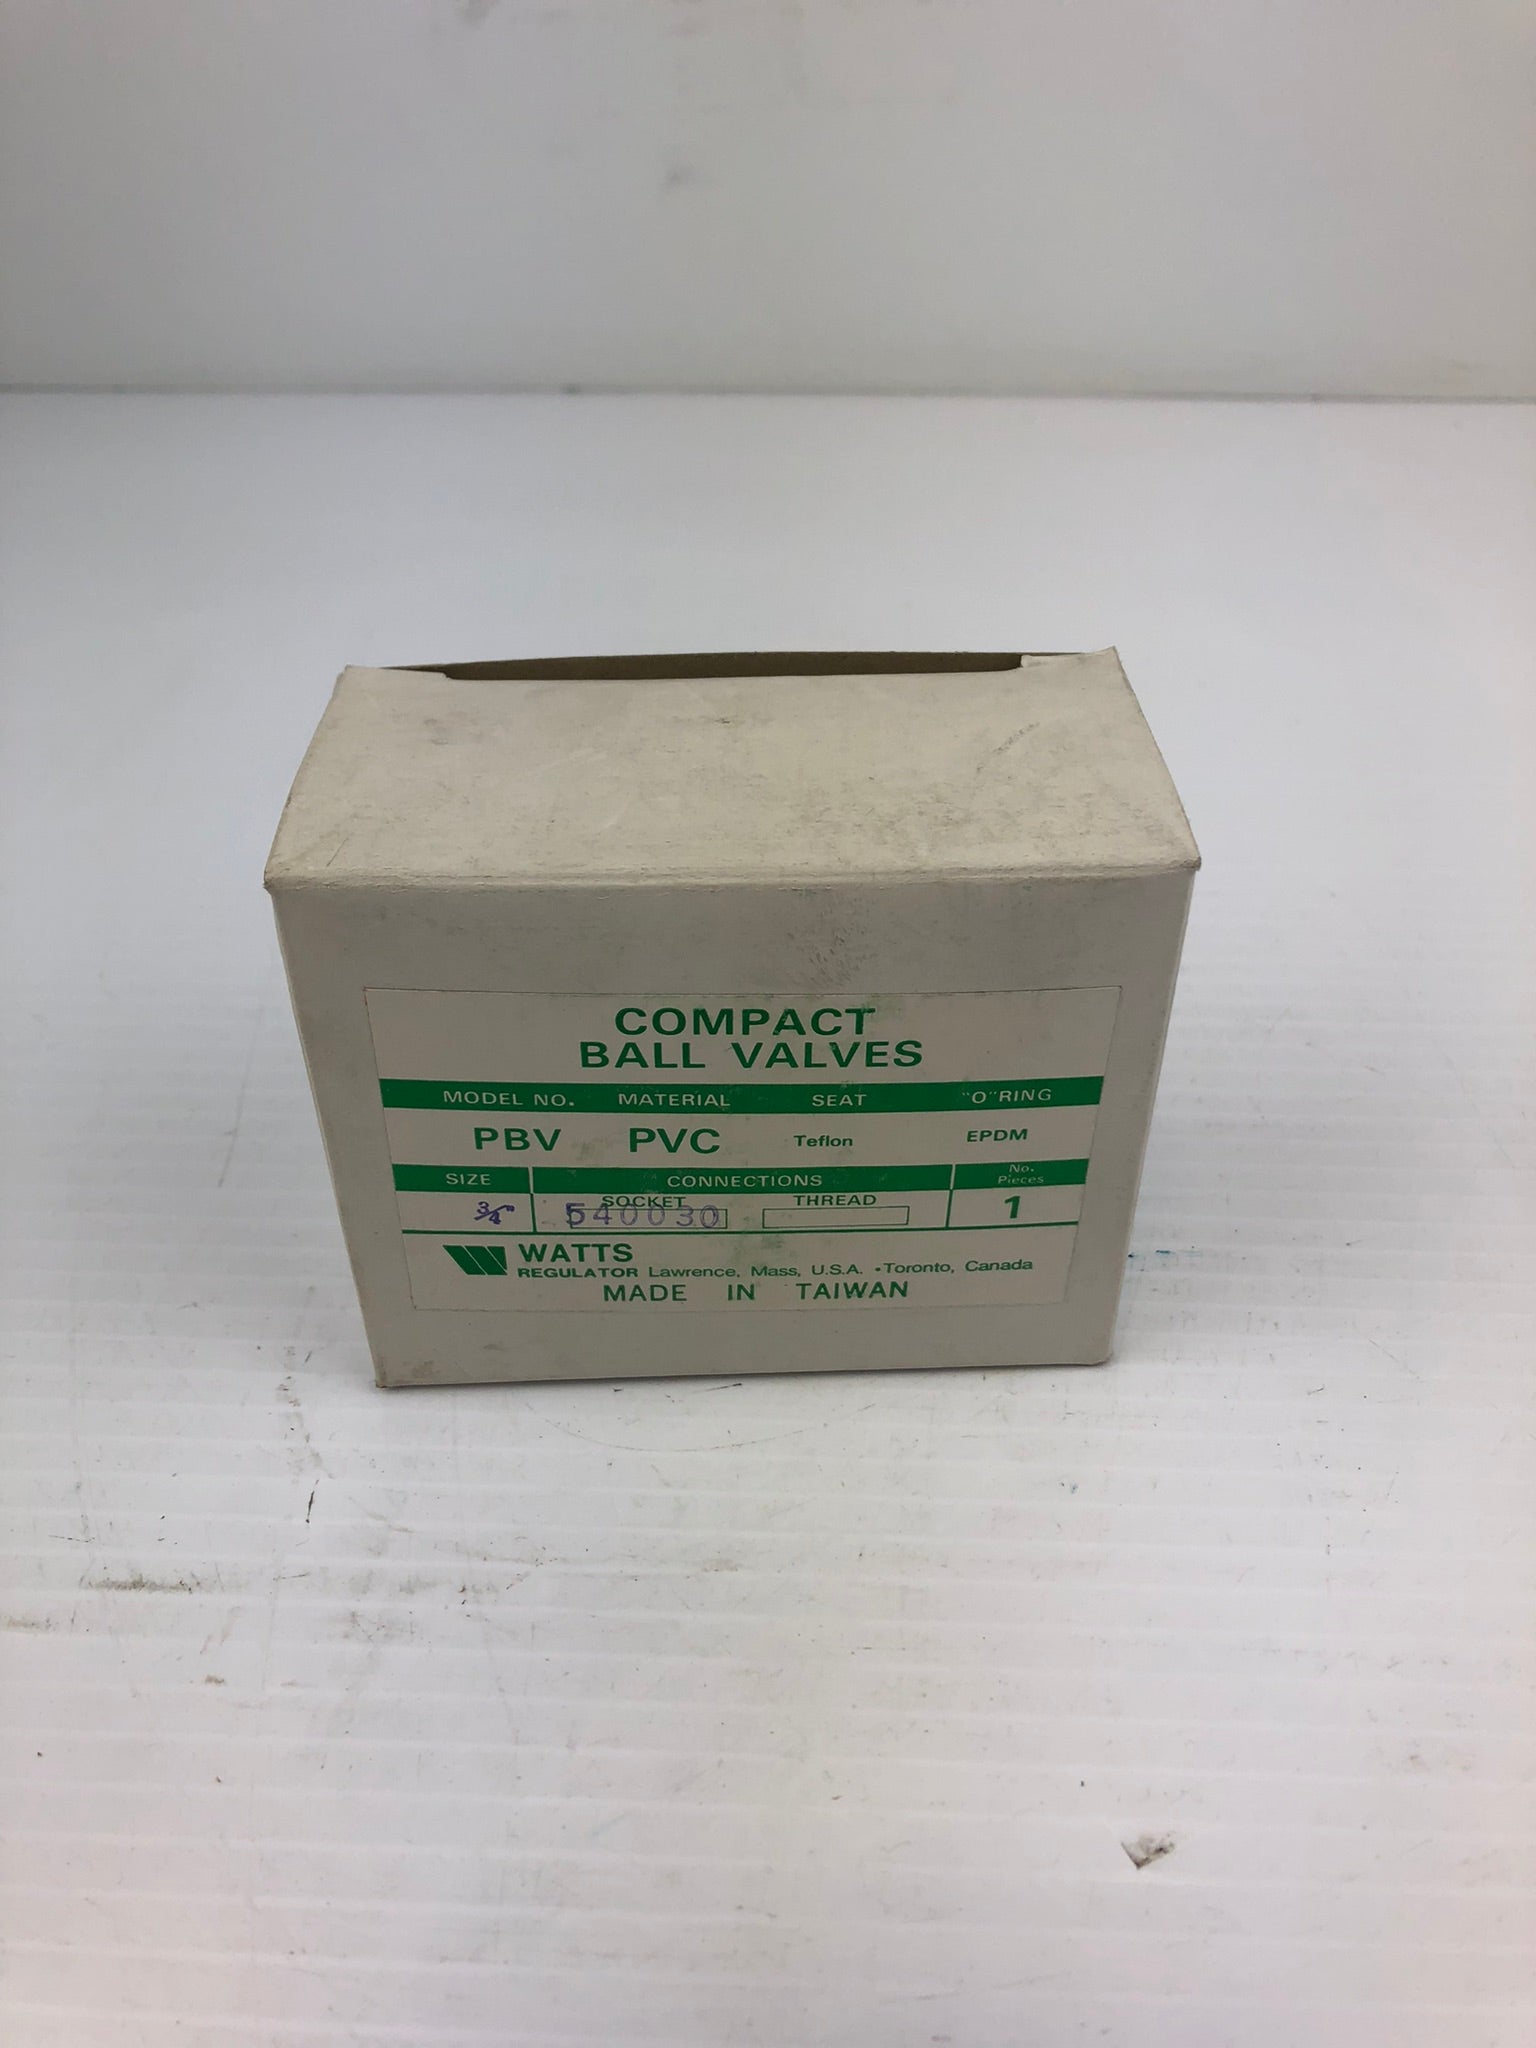 COMPACT
BALL VALVES
MODEL NO. MATERIAL SEAT "O"RING
PBV PVC Teflon EPDM
SIZE CONNECTIONS No. Pieces
SOCKET THREAD
3/4" 540030 1
WATTS
REGULATOR Lawrence, Mass, U.S.A. •Toronto, Canada
MADE IN TAIWAN